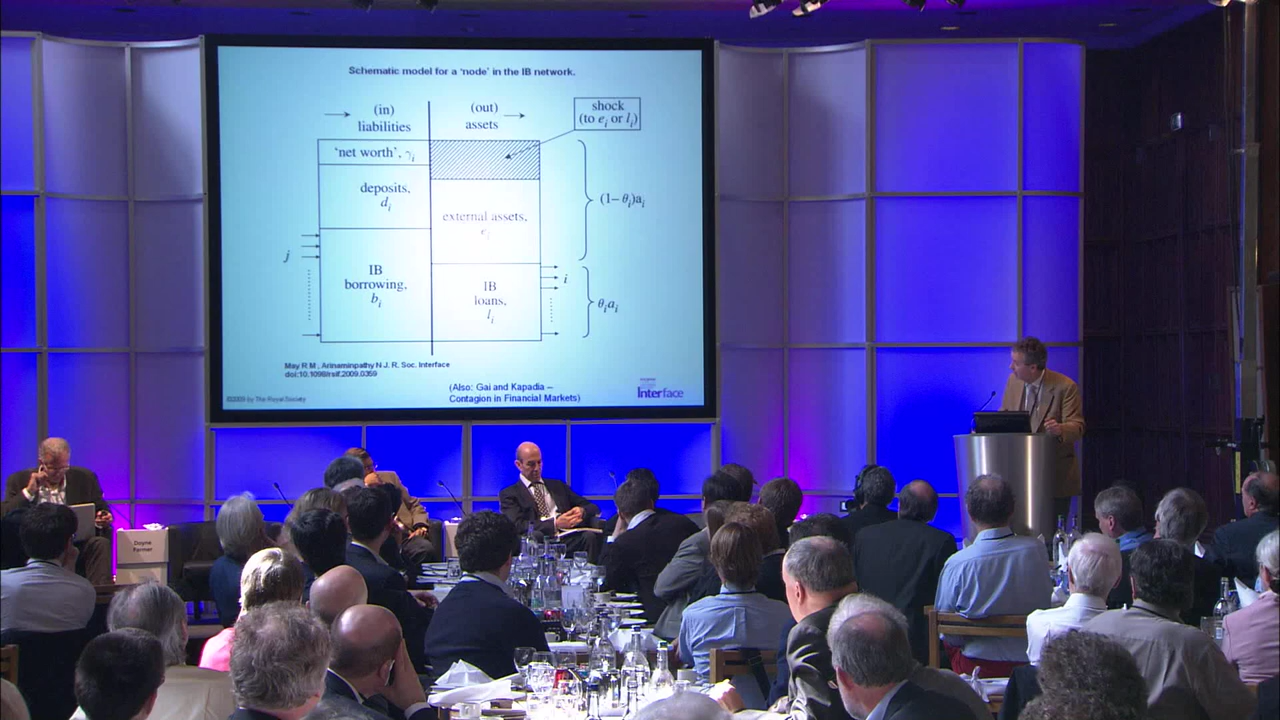 Schematic model for a 'node' in the IB network.
(in)
liabilities
(out)
assets
shock
(to eᵢ or lᵢ)
'net worth', γᵢ
deposits,
dᵢ
external assets,
eᵢ
(1–θᵢ)aᵢ
j
IB
borrowing,
bᵢ
IB
loans,
lᵢ
i
θᵢaᵢ
May R M , Arinaminpathy N J. R. Soc. Interface
doi:10.1098/rsif.2009.0359
(Also: Gai and Kapadia –
Contagion in Financial Markets)
©2009 by The Royal Society
Interface
Doyne
Farmer